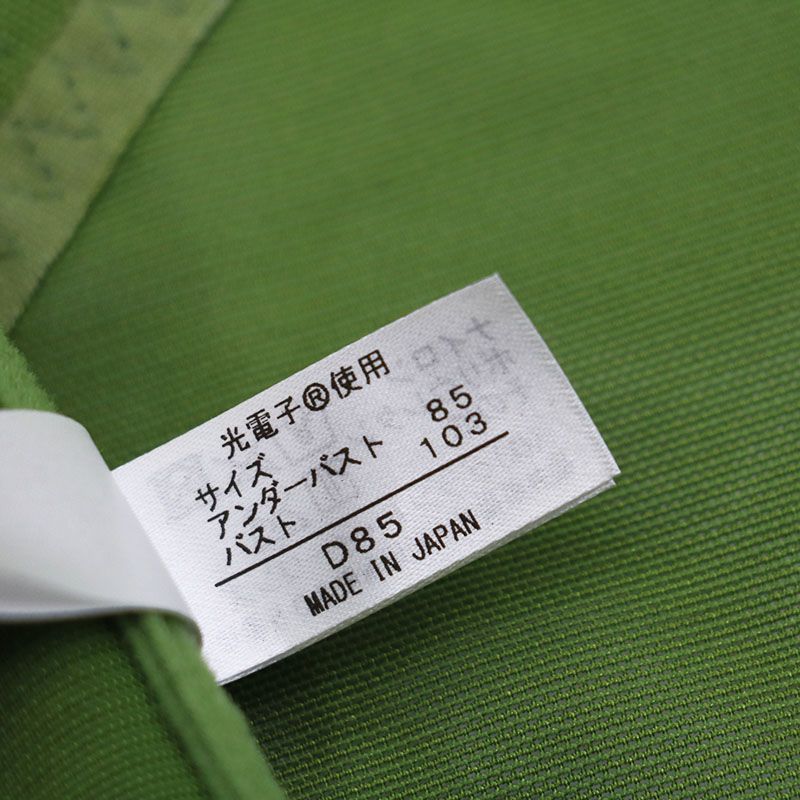 光電子®使用
サイズ
アンダーバスト 85
バスト 103
D85
MADE IN JAPAN